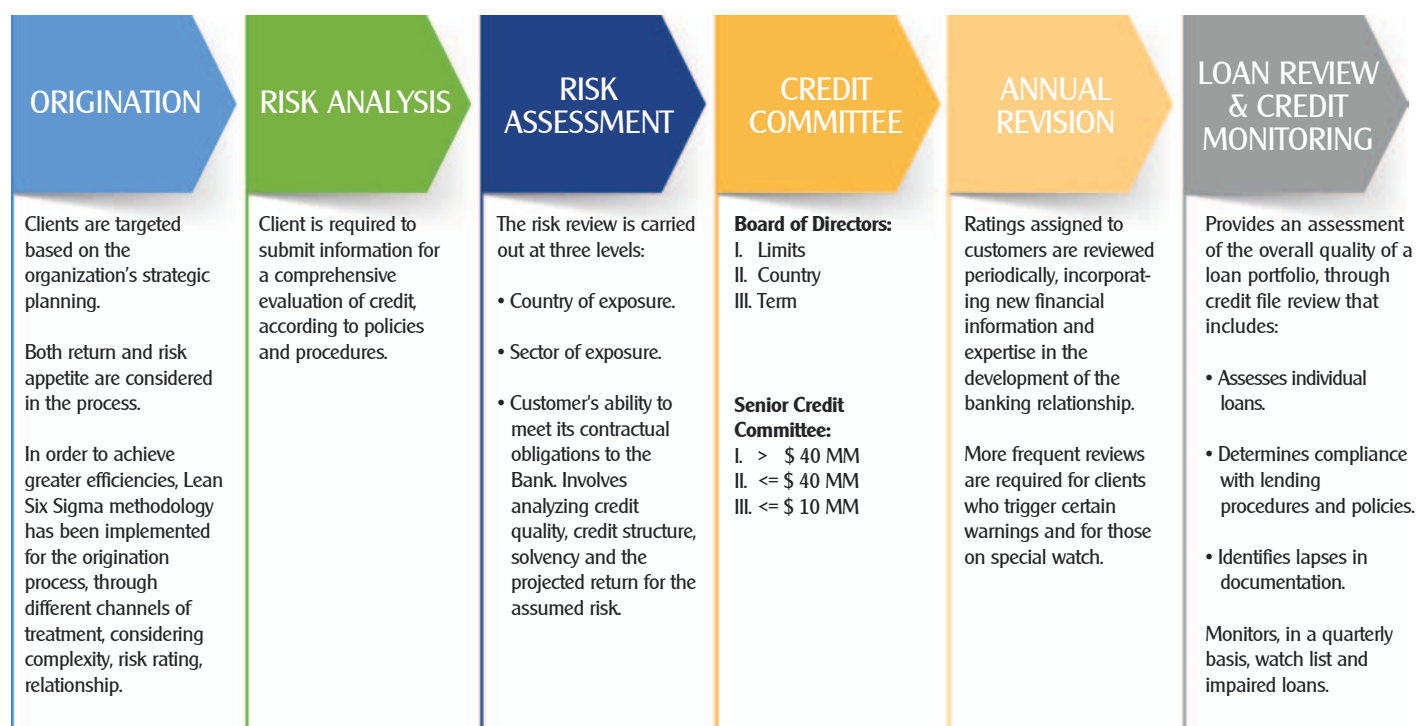 ORIGINATION
Clients are targeted
based on the
organization's strategic
planning.
Both return and risk
appetite are considered
in the process.
In order to achieve
greater efficiencies, Lean
Six Sigma methodology
has been implemented
for the origination
process, through
different channels of
treatment, considering
complexity, risk rating,
relationship.
RISK ANALYSIS
Client is required to
submit information for
a comprehensive
evaluation of credit,
according to policies
and procedures.
RISK
ASSESSMENT
The risk review is carried
out at three levels:
• Country of exposure.
• Sector of exposure.
• Customer's ability to
meet its contractual
obligations to the
Bank. Involves
analyzing credit
quality, credit structure,
solvency and the
projected return for the
assumed risk.
CREDIT
COMMITTEE
Board of Directors:
I. Limits
II. Country
III. Term
Senior Credit
Committee:
I. > $ 40 MM
II. <= $ 40 MM
III. <= $ 10 MM
ANNUAL
REVISION
Ratings assigned to
customers are reviewed
periodically, incorporat-
ing new financial
information and
expertise in the
development of the
banking relationship.
More frequent reviews
are required for clients
who trigger certain
warnings and for those
on special watch.
LOAN REVIEW
& CREDIT
MONITORING
Provides an assessment
of the overall quality of a
loan portfolio, through
credit file review that
includes:
• Assesses individual
loans.
• Determines compliance
with lending
procedures and policies.
• Identifies lapses in
documentation.
Monitors, in a quarterly
basis, watch list and
impaired loans.